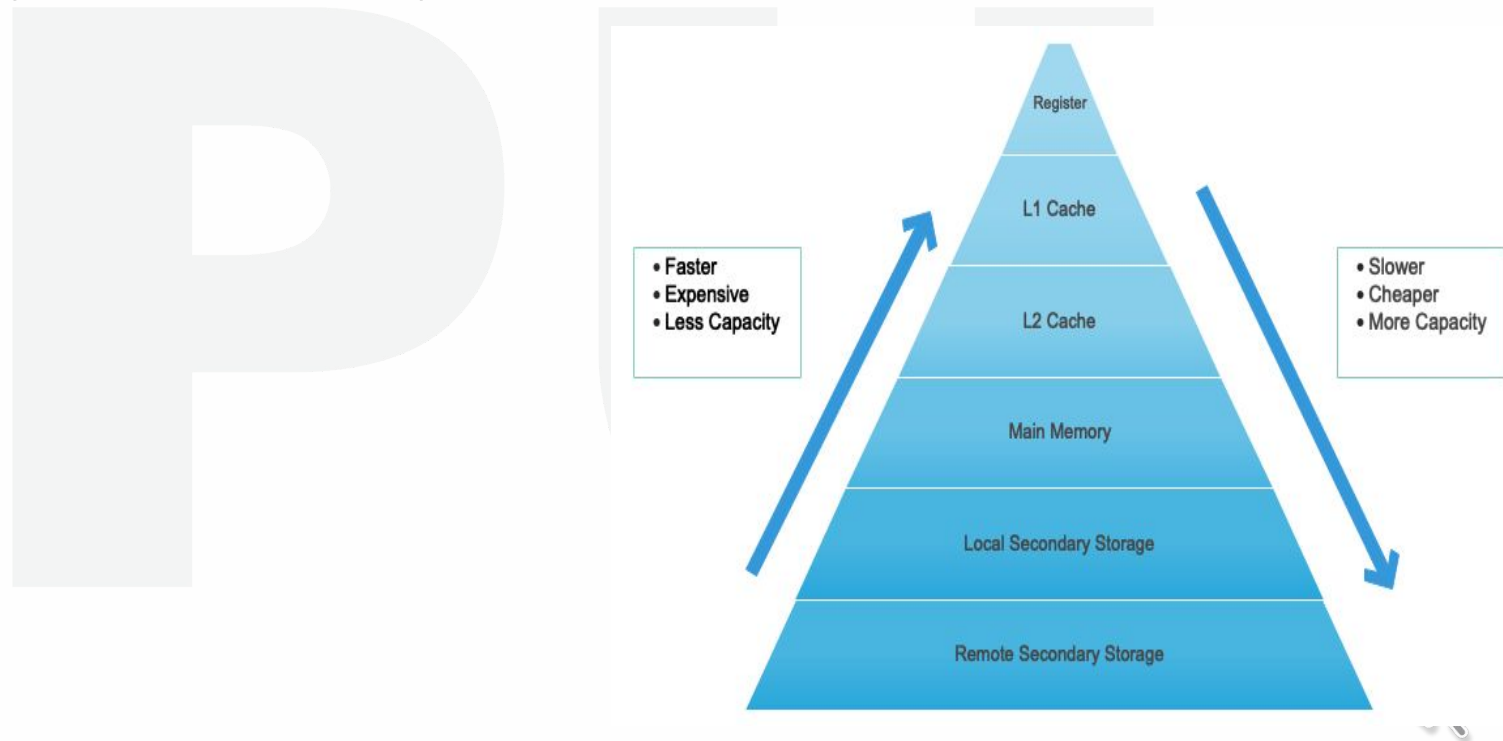 Register
L1 Cache
L2 Cache
Main Memory
Local Secondary Storage
Remote Secondary Storage
• Faster
• Expensive
• Less Capacity
• Slower
• Cheaper
• More Capacity